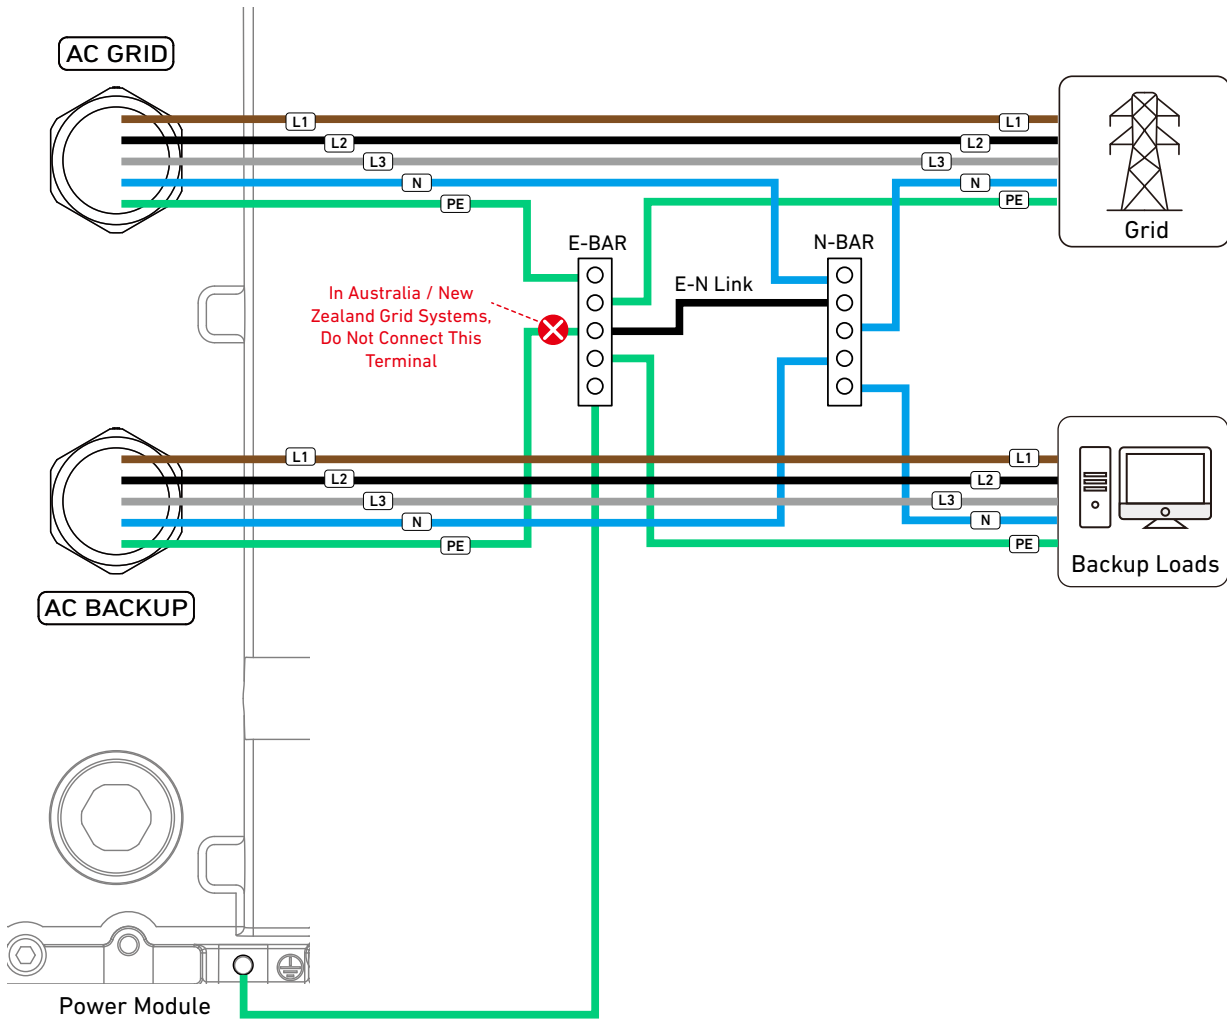 AC GRID
L1
L1
L2
L2
L3
L3
N
N
PE
PE
Grid
E-BAR
N-BAR
E-N Link
In Australia / New
Zealand Grid Systems,
Do Not Connect This
Terminal
L1
L1
L2
L2
L3
L3
N
N
PE
PE
Backup Loads
AC BACKUP
Power Module